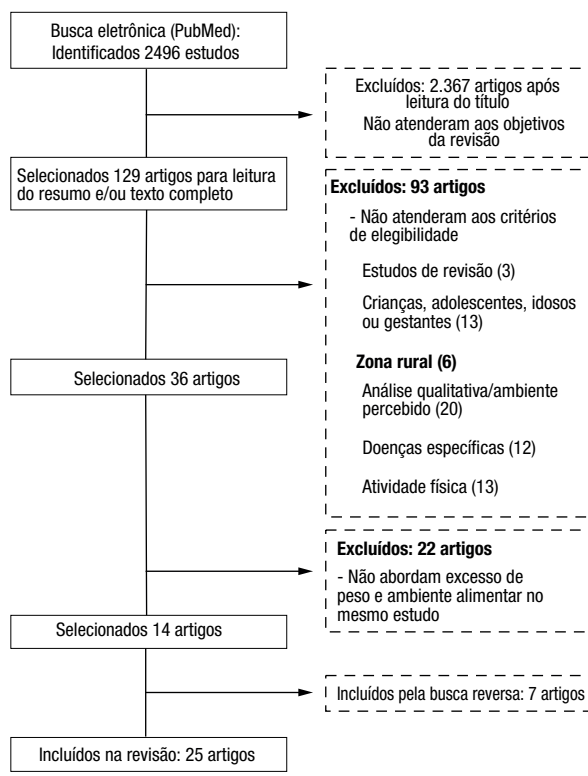 Busca eletrônica (PubMed):
Identificados 2496 estudos
Excluídos: 2.367 artigos após
leitura do título
Não atenderam aos objetivos
da revisão
Selecionados 129 artigos para leitura
do resumo e/ou texto completo
Excluídos: 93 artigos
- Não atenderam aos critérios
de elegibilidade
Estudos de revisão (3)
Crianças, adolescentes, idosos
ou gestantes (13)
Zona rural (6)
Análise qualitativa/ambiente
percebido (20)
Doenças específicas (12)
Atividade física (13)
Selecionados 36 artigos
Excluídos: 22 artigos
- Não abordam excesso de
peso e ambiente alimentar no
mesmo estudo
Selecionados 14 artigos
Incluídos pela busca reversa: 7 artigos
Incluídos na revisão: 25 artigos